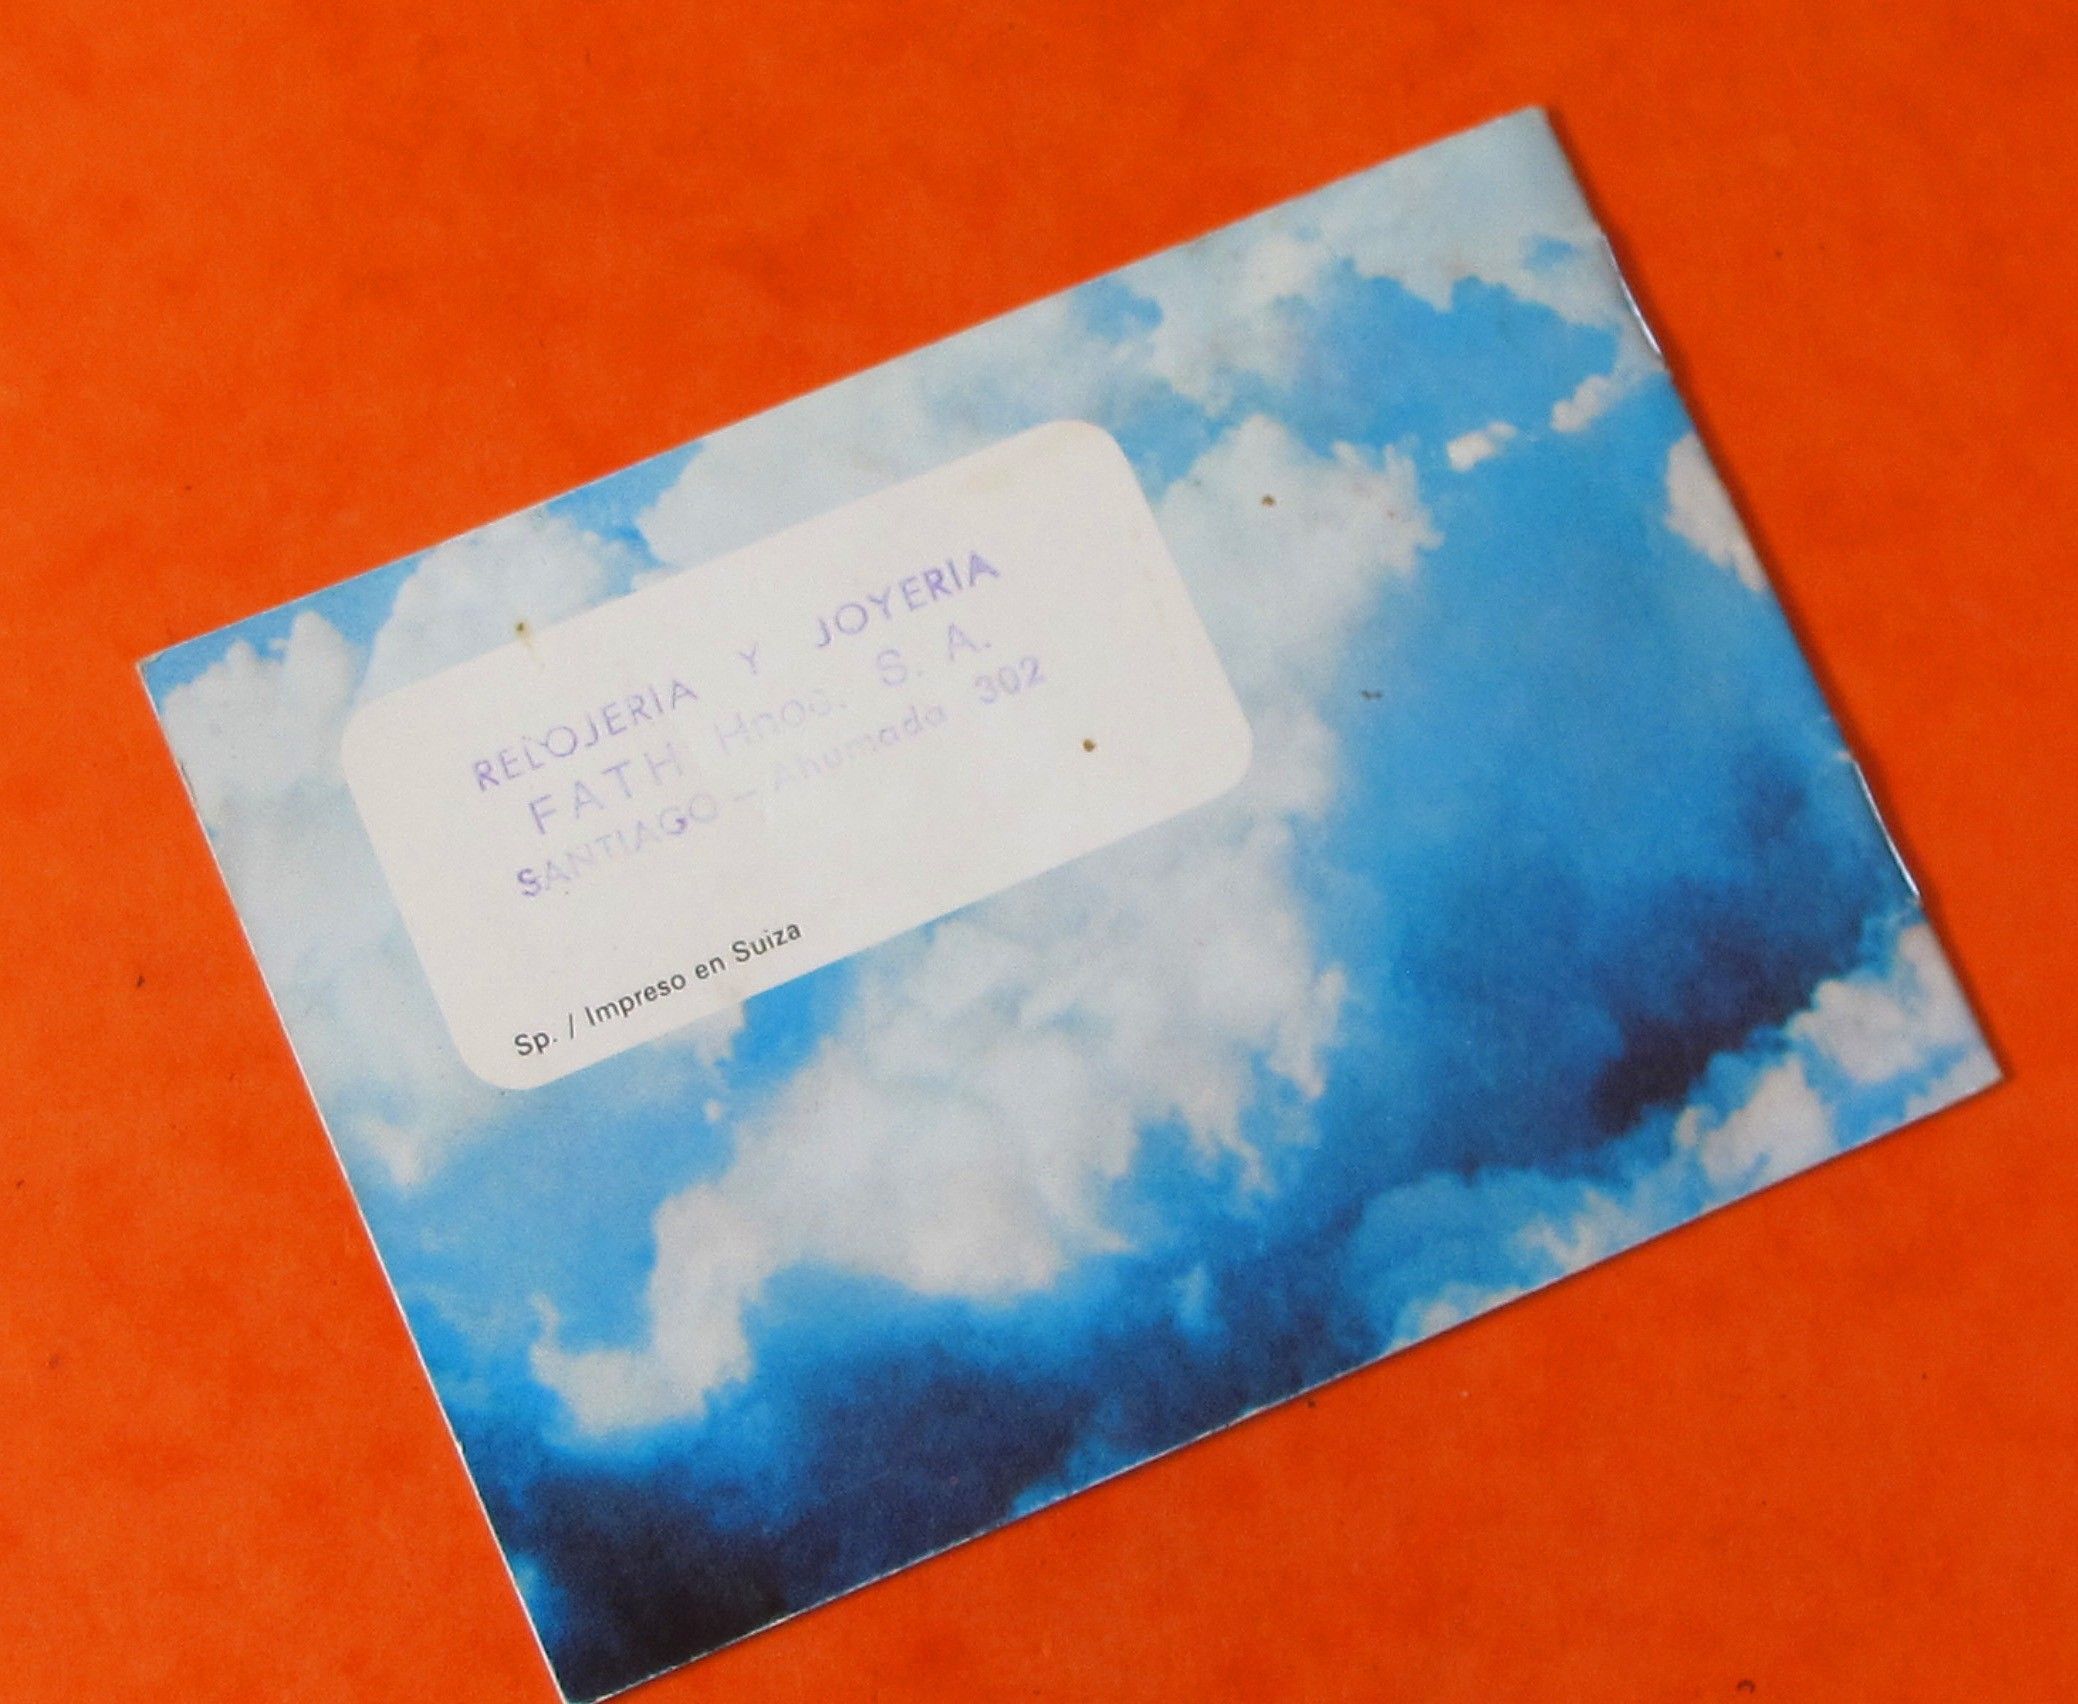 RELOJERIA Y JOYERIA
FATH Hnos. S. A.
SANTIAGO - Ahumada 302
Sp. / Impreso en Suiza